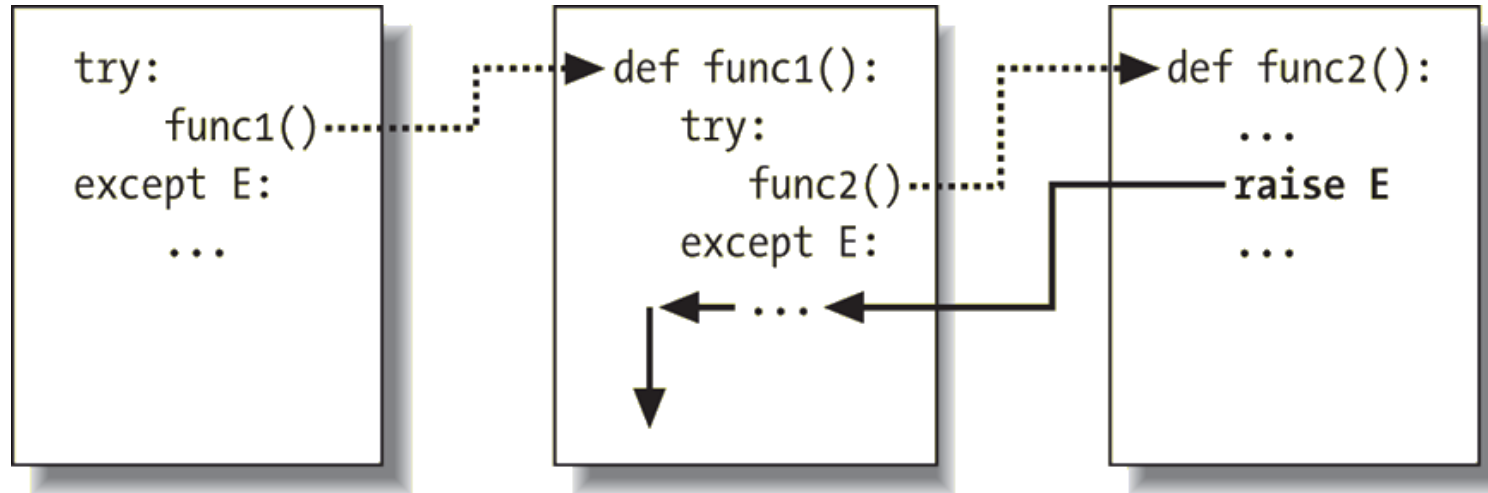 try:
func1()
except E:
...
def func1():
try:
func2()
except E:
...
def func2():
...
raise E
...